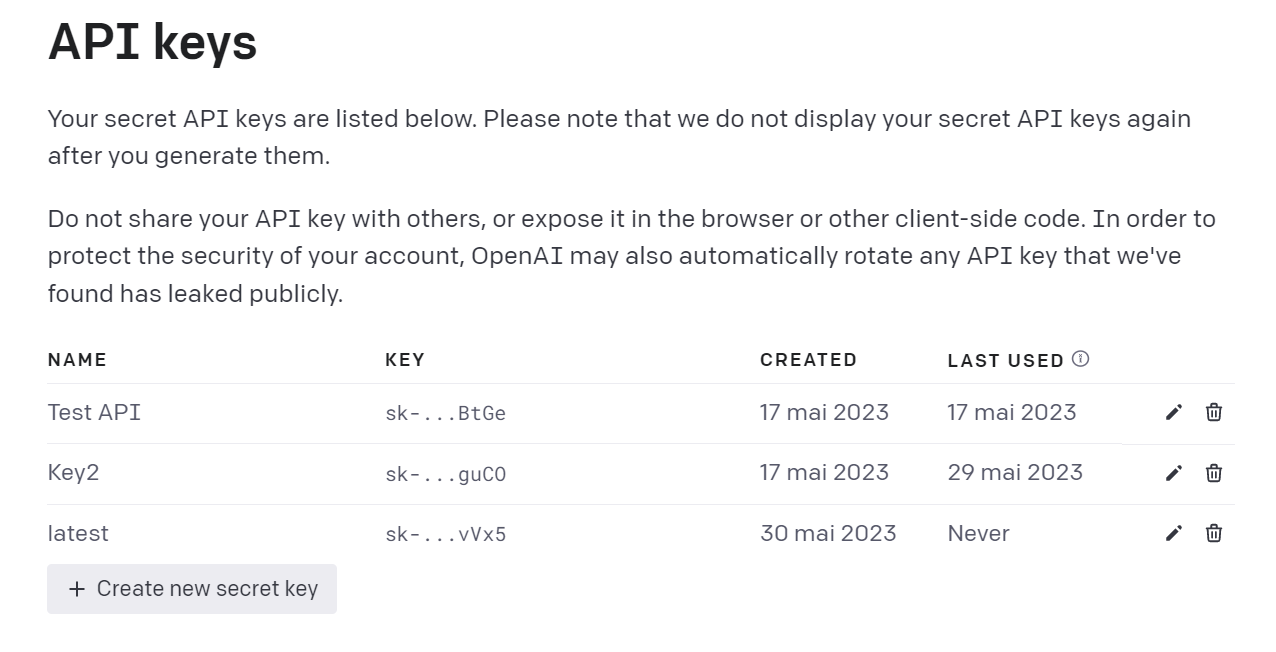 API keys
Your secret API keys are listed below. Please note that we do not display your secret API keys again
after you generate them.
Do not share your API key with others, or expose it in the browser or other client-side code. In order to
protect the security of your account, OpenAI may also automatically rotate any API key that we've
found has leaked publicly.
NAME KEY CREATED LAST USED
Test API sk-...BtGe 17 mai 2023 17 mai 2023
Key2 sk-...guCO 17 mai 2023 29 mai 2023
latest sk-...vVx5 30 mai 2023 Never
+ Create new secret key